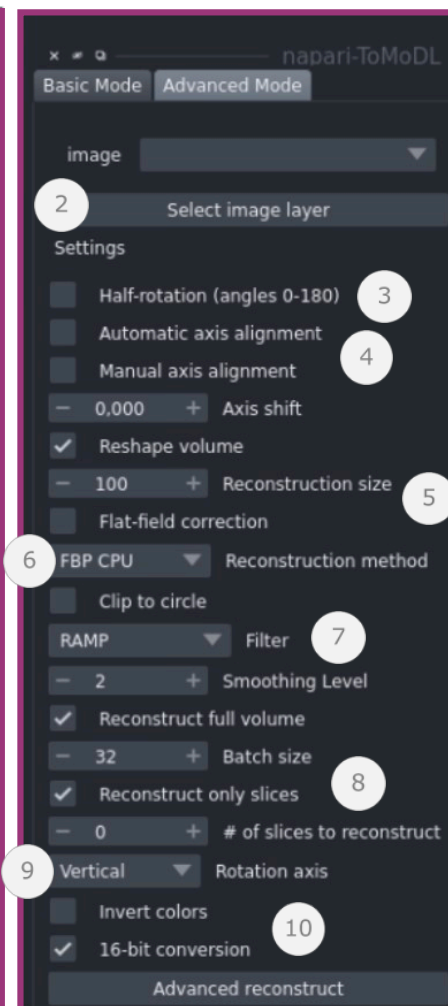 napari-ToMoDL
Basic Mode Advanced Mode
image
2 Select image layer
Settings
Half-rotation (angles 0-180) 3
Automatic axis alignment
4
Manual axis alignment
− 0,000 + Axis shift
Reshape volume
− 100 + Reconstruction size
5
Flat-field correction
6 FBP CPU Reconstruction method
Clip to circle
RAMP Filter 7
− 2 + Smoothing Level
Reconstruct full volume
− 32 + Batch size
8
Reconstruct only slices
− 0 + # of slices to reconstruct
9 Vertical Rotation axis
Invert colors
10
16-bit conversion
Advanced reconstruct